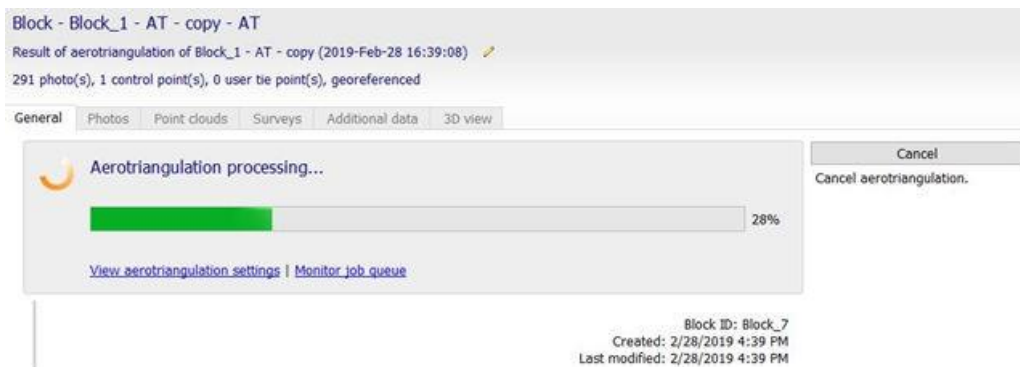 Block - Block_1 - AT - copy - AT
Result of aerotriangulation of Block_1 - AT - copy (2019-Feb-28 16:39:08)
291 photo(s), 1 control point(s), 0 user tie point(s), georeferenced
General Photos Point clouds Surveys Additional data 3D view
Aerotriangulation processing...
28%
View aerotriangulation settings | Monitor job queue
Cancel
Cancel aerotriangulation.
Block ID: Block_7
Created: 2/28/2019 4:39 PM
Last modified: 2/28/2019 4:39 PM